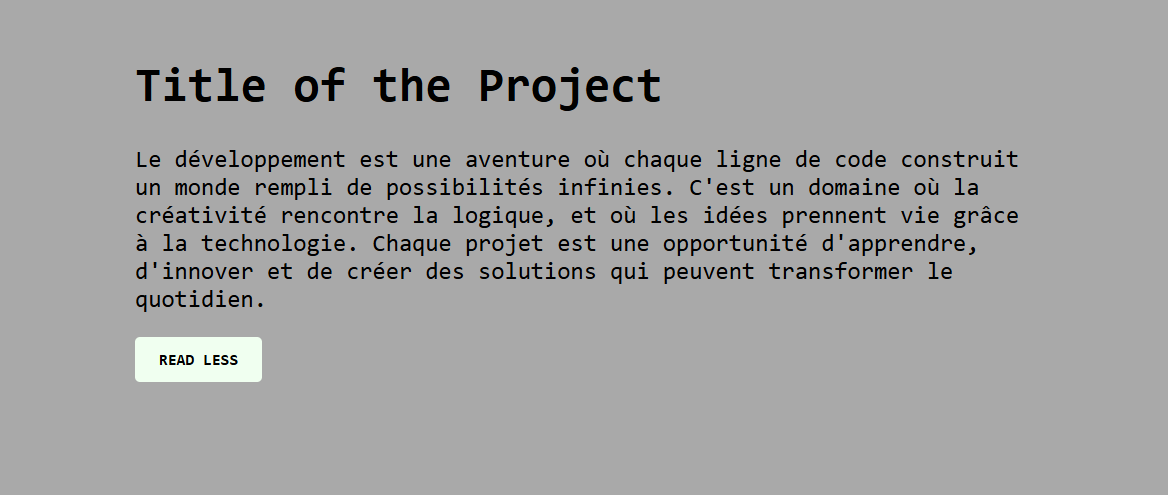 Title of the Project
Le développement est une aventure où chaque ligne de code construit
un monde rempli de possibilités infinies. C'est un domaine où la
créativité rencontre la logique, et où les idées prennent vie grâce
à la technologie. Chaque projet est une opportunité d'apprendre,
d'innover et de créer des solutions qui peuvent transformer le
quotidien.
READ LESS